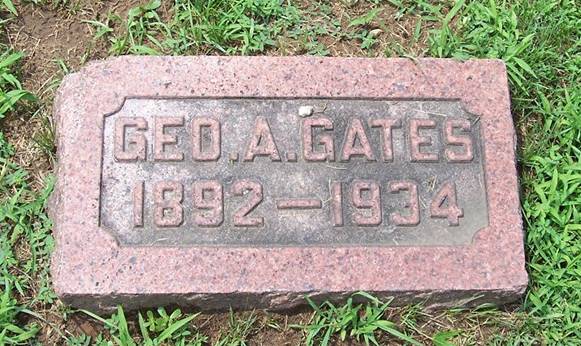 GEO. A. GATES
1892 — 1934